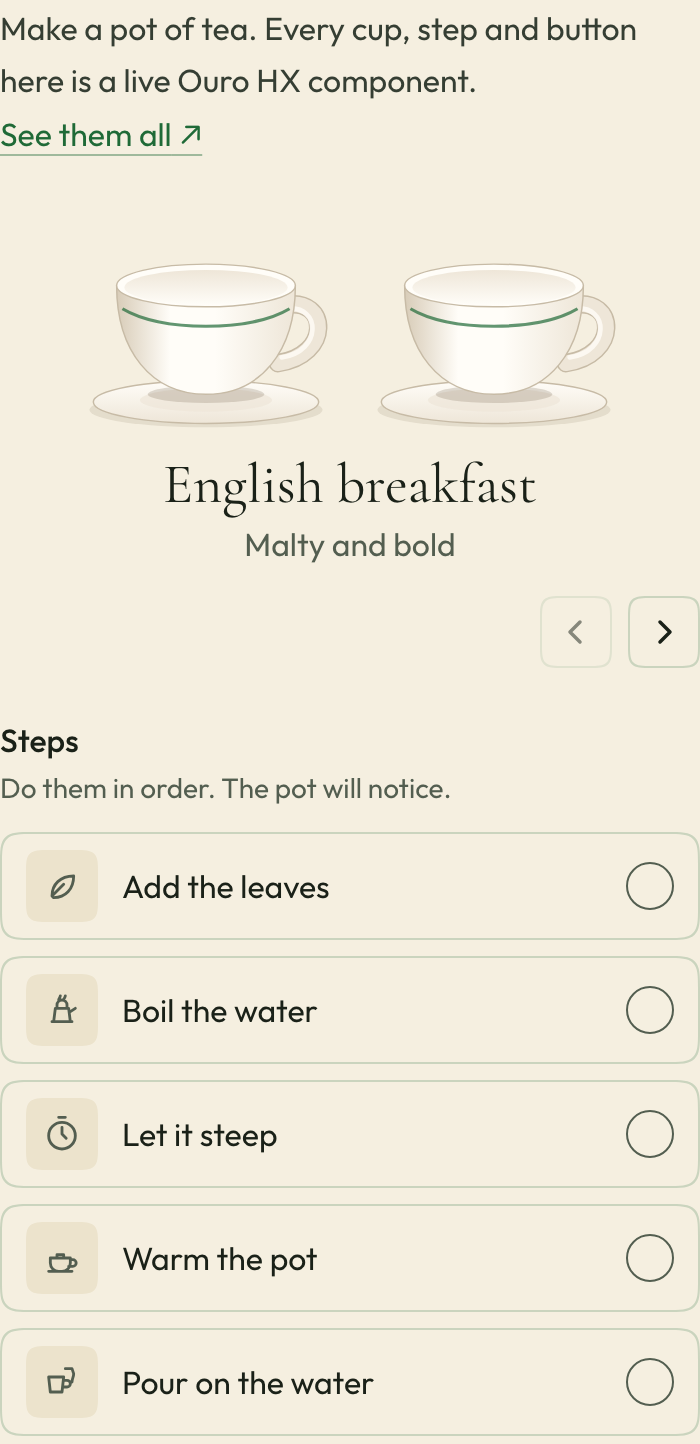 Make a pot of tea. Every cup, step and button
here is a live Ouro HX component.
See them all ↗
English breakfast
Malty and bold
Steps
Do them in order. The pot will notice.
Add the leaves
Boil the water
Let it steep
Warm the pot
Pour on the water